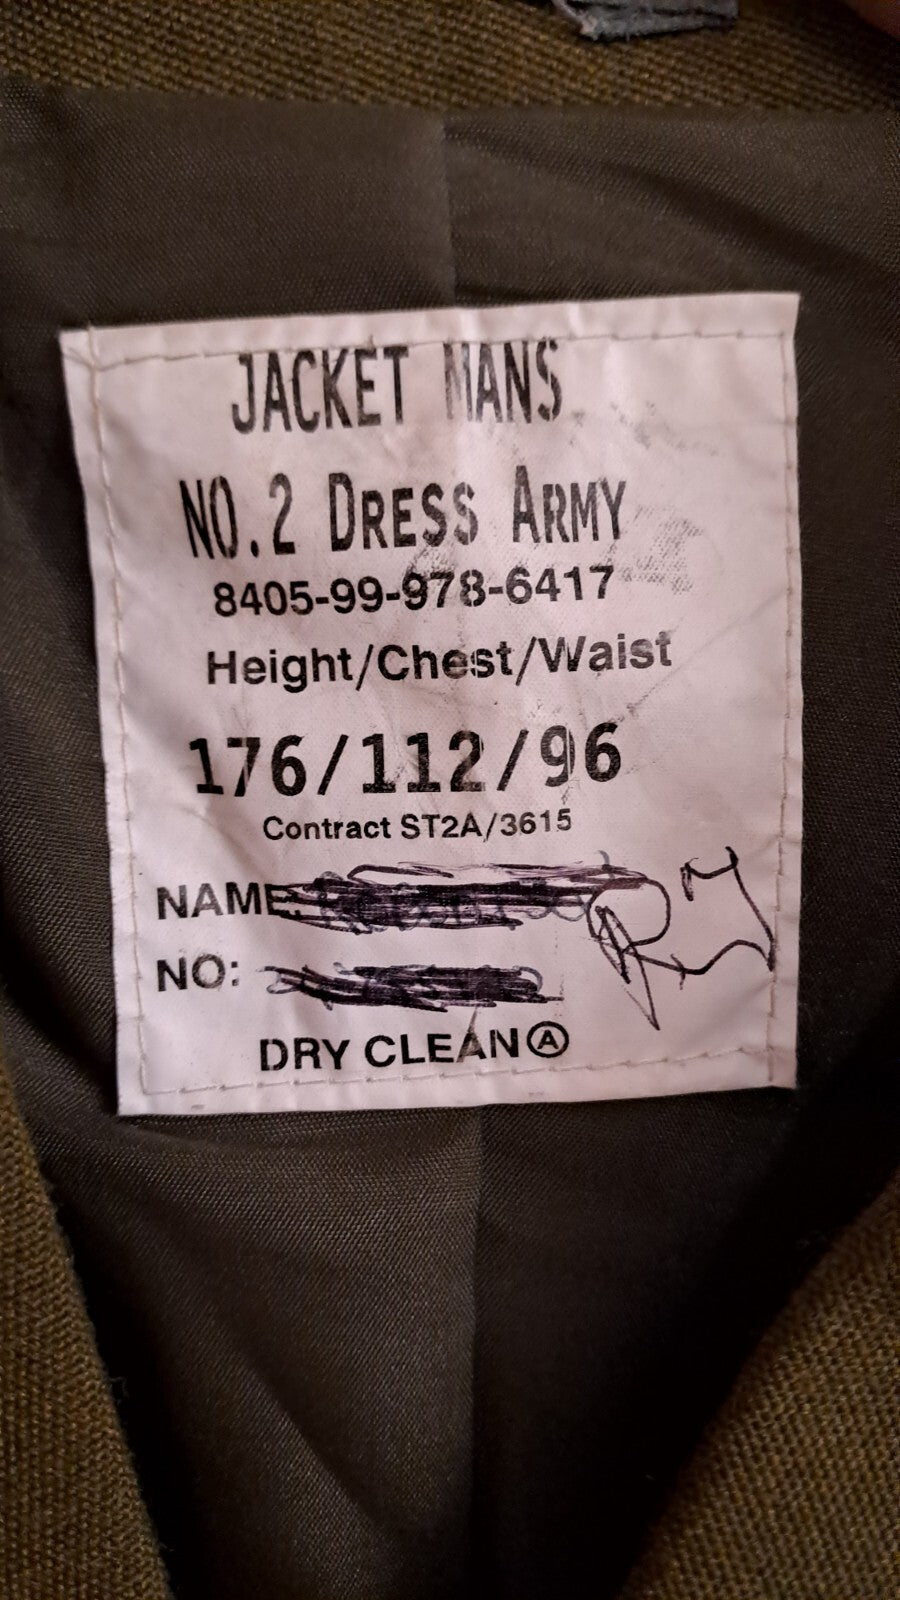 JACKET MANS
NO.2 DRESS ARMY
8405-99-978-6417
Height/Chest/Waist
176/112/96
Contract ST2A/3615
NAME:
NO:
DRY CLEAN Ⓐ